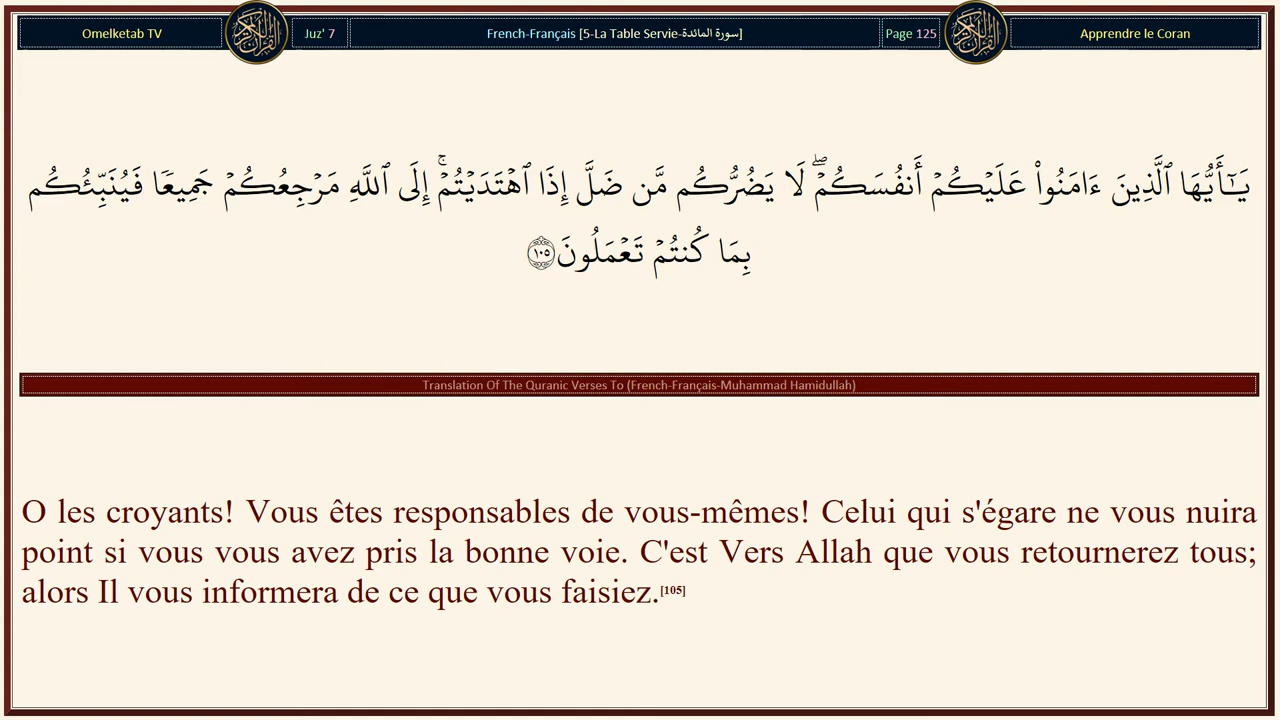 Omelketab TV
Juz' 7
French-Français [5-La Table Servie-سورة المائدة]
Page 125
Apprendre le Coran
يَـٰٓأَيُّهَا ٱلَّذِينَ ءَامَنُوا۟ عَلَيْكُمْ أَنفُسَكُمْ ۖ لَا يَضُرُّكُم مَّن ضَلَّ إِذَا ٱهْتَدَيْتُمْ ۚ إِلَى ٱللَّهِ مَرْجِعُكُمْ جَمِيعًا فَيُنَبِّئُكُم
بِمَا كُنتُمْ تَعْمَلُونَ ١٠٥
Translation Of The Quranic Verses To (French-Français-Muhammad Hamidullah)
O les croyants! Vous êtes responsables de vous-mêmes! Celui qui s'égare ne vous nuira
point si vous vous avez pris la bonne voie. C'est Vers Allah que vous retournerez tous;
alors Il vous informera de ce que vous faisiez.[105]